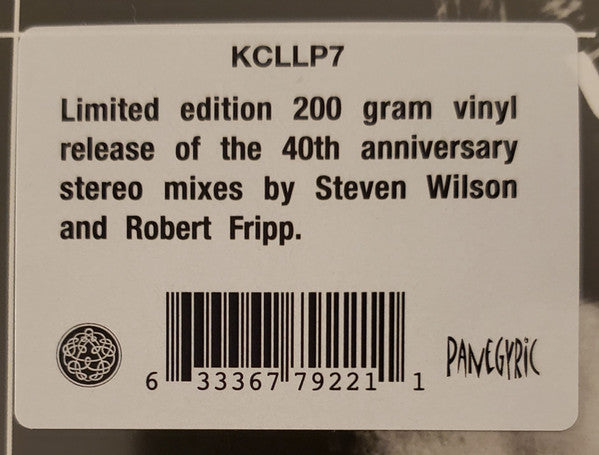 KCLLP7
Limited edition 200 gram vinyl
release of the 40th anniversary
stereo mixes by Steven Wilson
and Robert Fripp.
6 33367 79221 1
PANEGYRIC